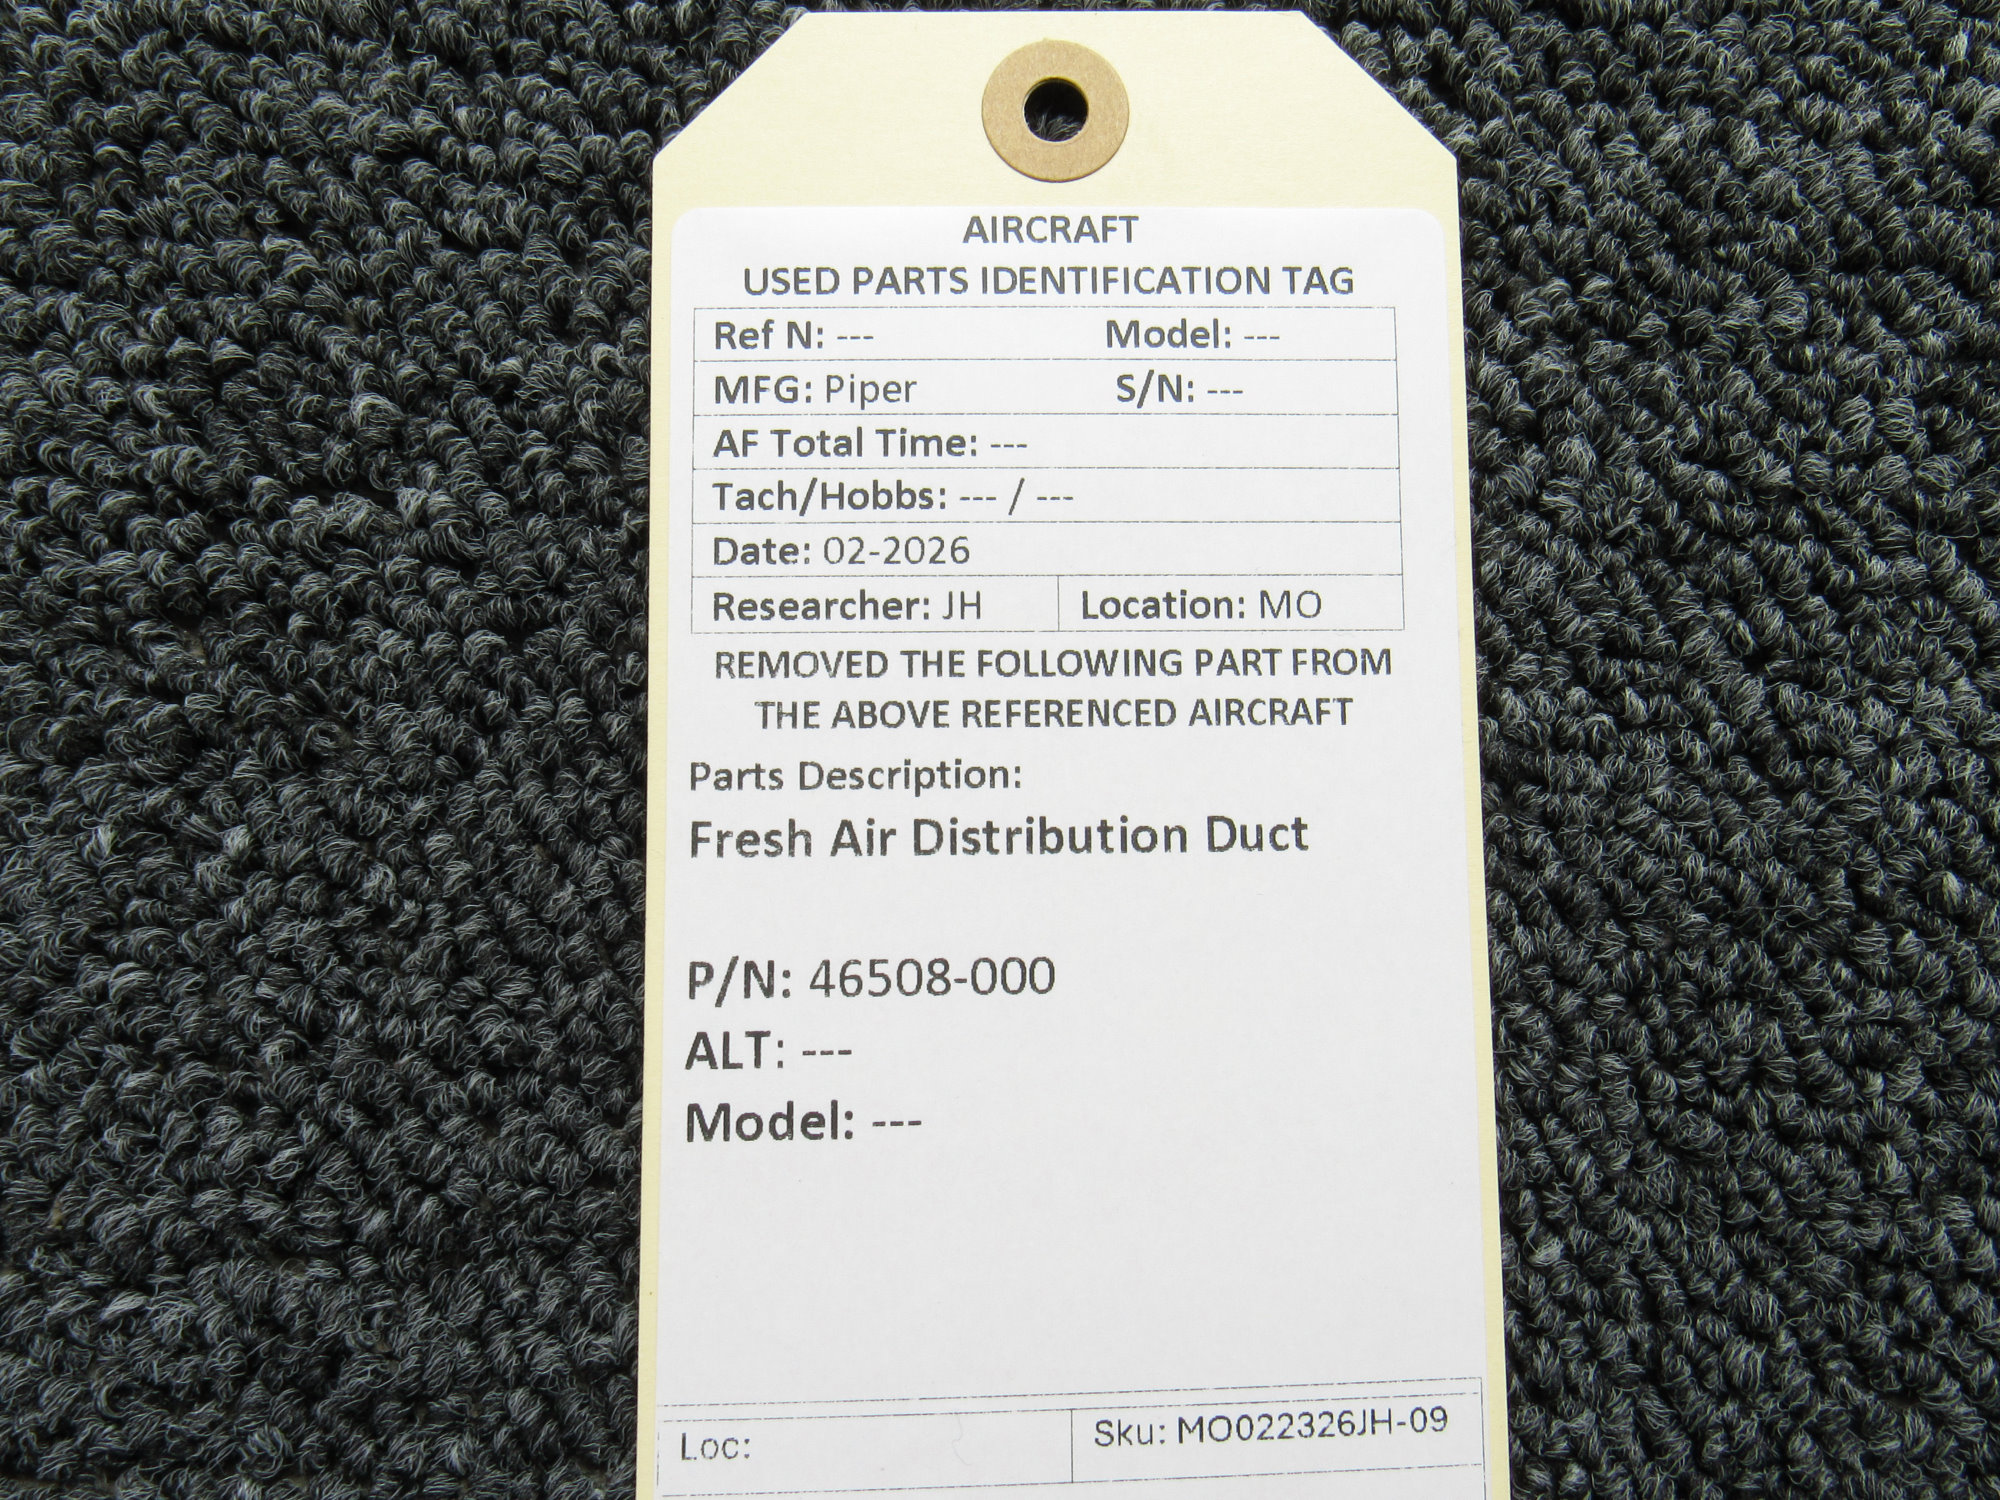 AIRCRAFT
USED PARTS IDENTIFICATION TAG
Ref N: --- Model: ---
MFG: Piper S/N: ---
AF Total Time: ---
Tach/Hobbs: --- / ---
Date: 02-2026
Researcher: JH Location: MO
REMOVED THE FOLLOWING PART FROM
THE ABOVE REFERENCED AIRCRAFT
Parts Description:
Fresh Air Distribution Duct
P/N: 46508-000
ALT: ---
Model: ---
Loc: Sku: MO022326JH-09